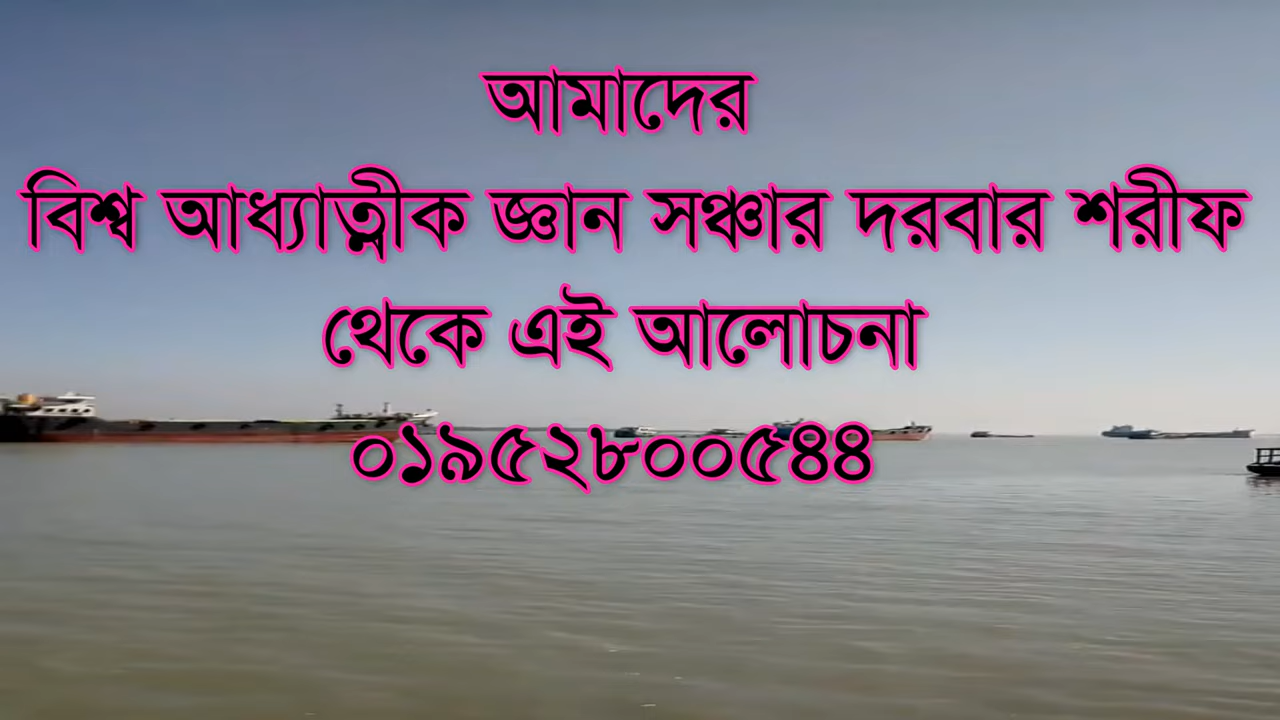 আমাদের
বিশ্ব আধ্যাত্নীক জ্ঞান সঞ্চার দরবার শরীফ
থেকে এই আলোচনা
০১৯৫২৮০০৫৪৪